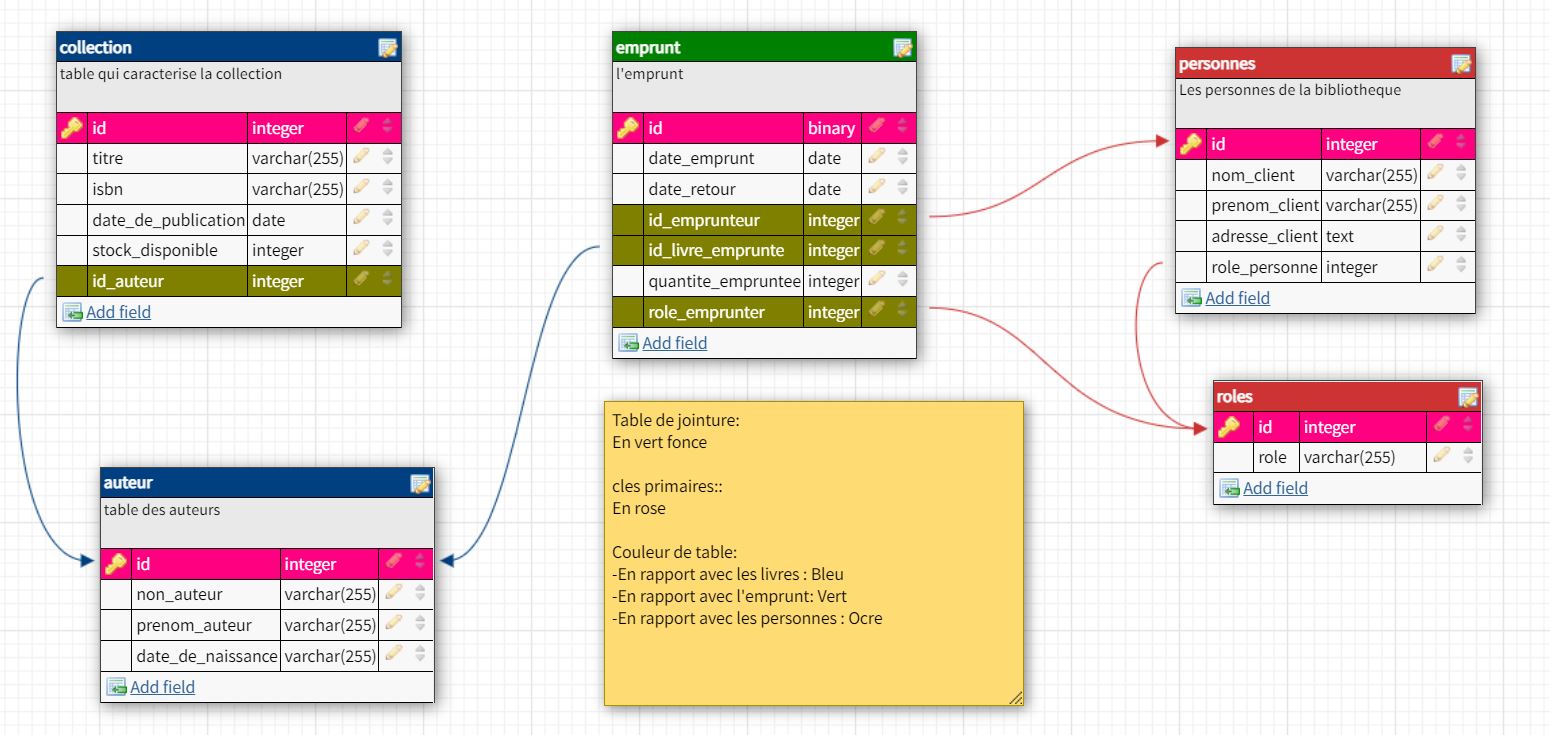 collection
table qui caracterise la collection
id integer
titre varchar(255)
isbn varchar(255)
date_de_publication date
stock_disponible integer
id_auteur integer
Add field
emprunt
l'emprunt
id binary
date_emprunt date
date_retour date
id_emprunteur integer
id_livre_emprunte integer
quantite_empruntee integer
role_emprunter integer
Add field
personnes
Les personnes de la bibliotheque
id integer
nom_client varchar(255)
prenom_client varchar(255)
adresse_client text
role_personne integer
Add field
roles
id integer
role varchar(255)
Add field
auteur
table des auteurs
id integer
non_auteur varchar(255)
prenom_auteur varchar(255)
date_de_naissance varchar(255)
Add field
Table de jointure:
En vert fonce
cles primaires::
En rose
Couleur de table:
-En rapport avec les livres : Bleu
-En rapport avec l'emprunt: Vert
-En rapport avec les personnes : Ocre